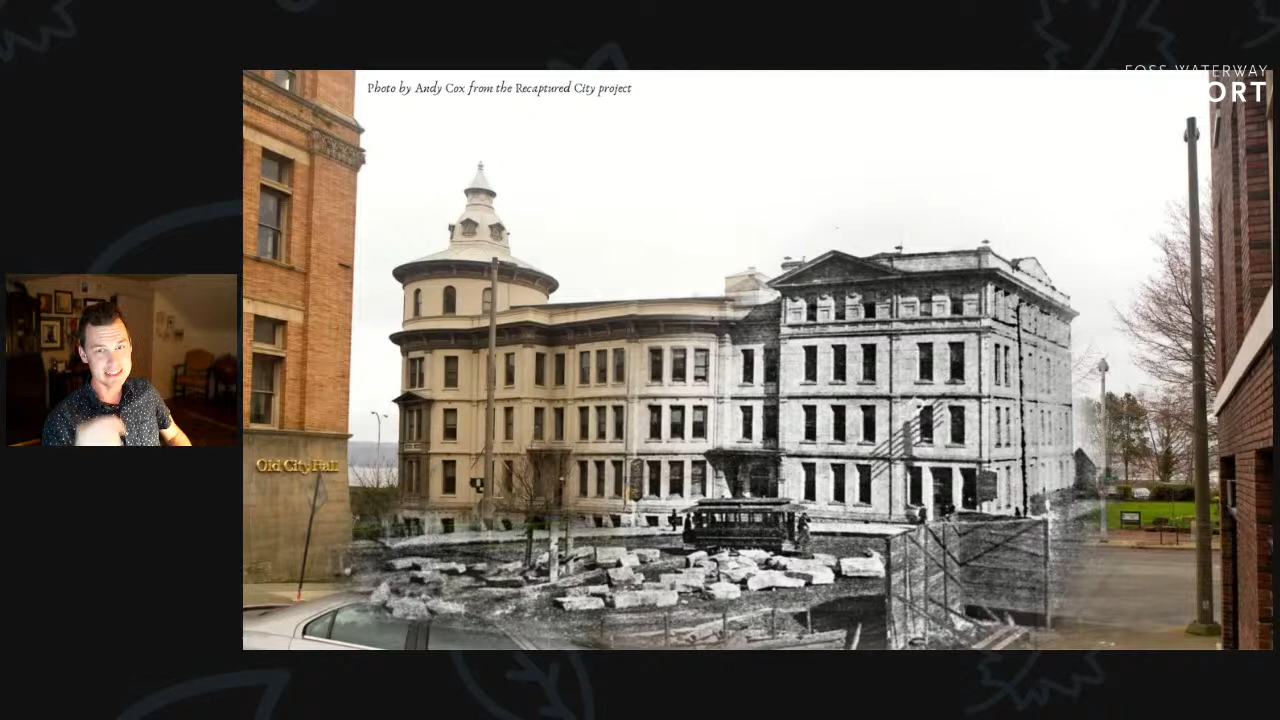 FOSS WATERWAY
ORT
Photo by Andy Cox from the Recaptured City project
Old City Hall